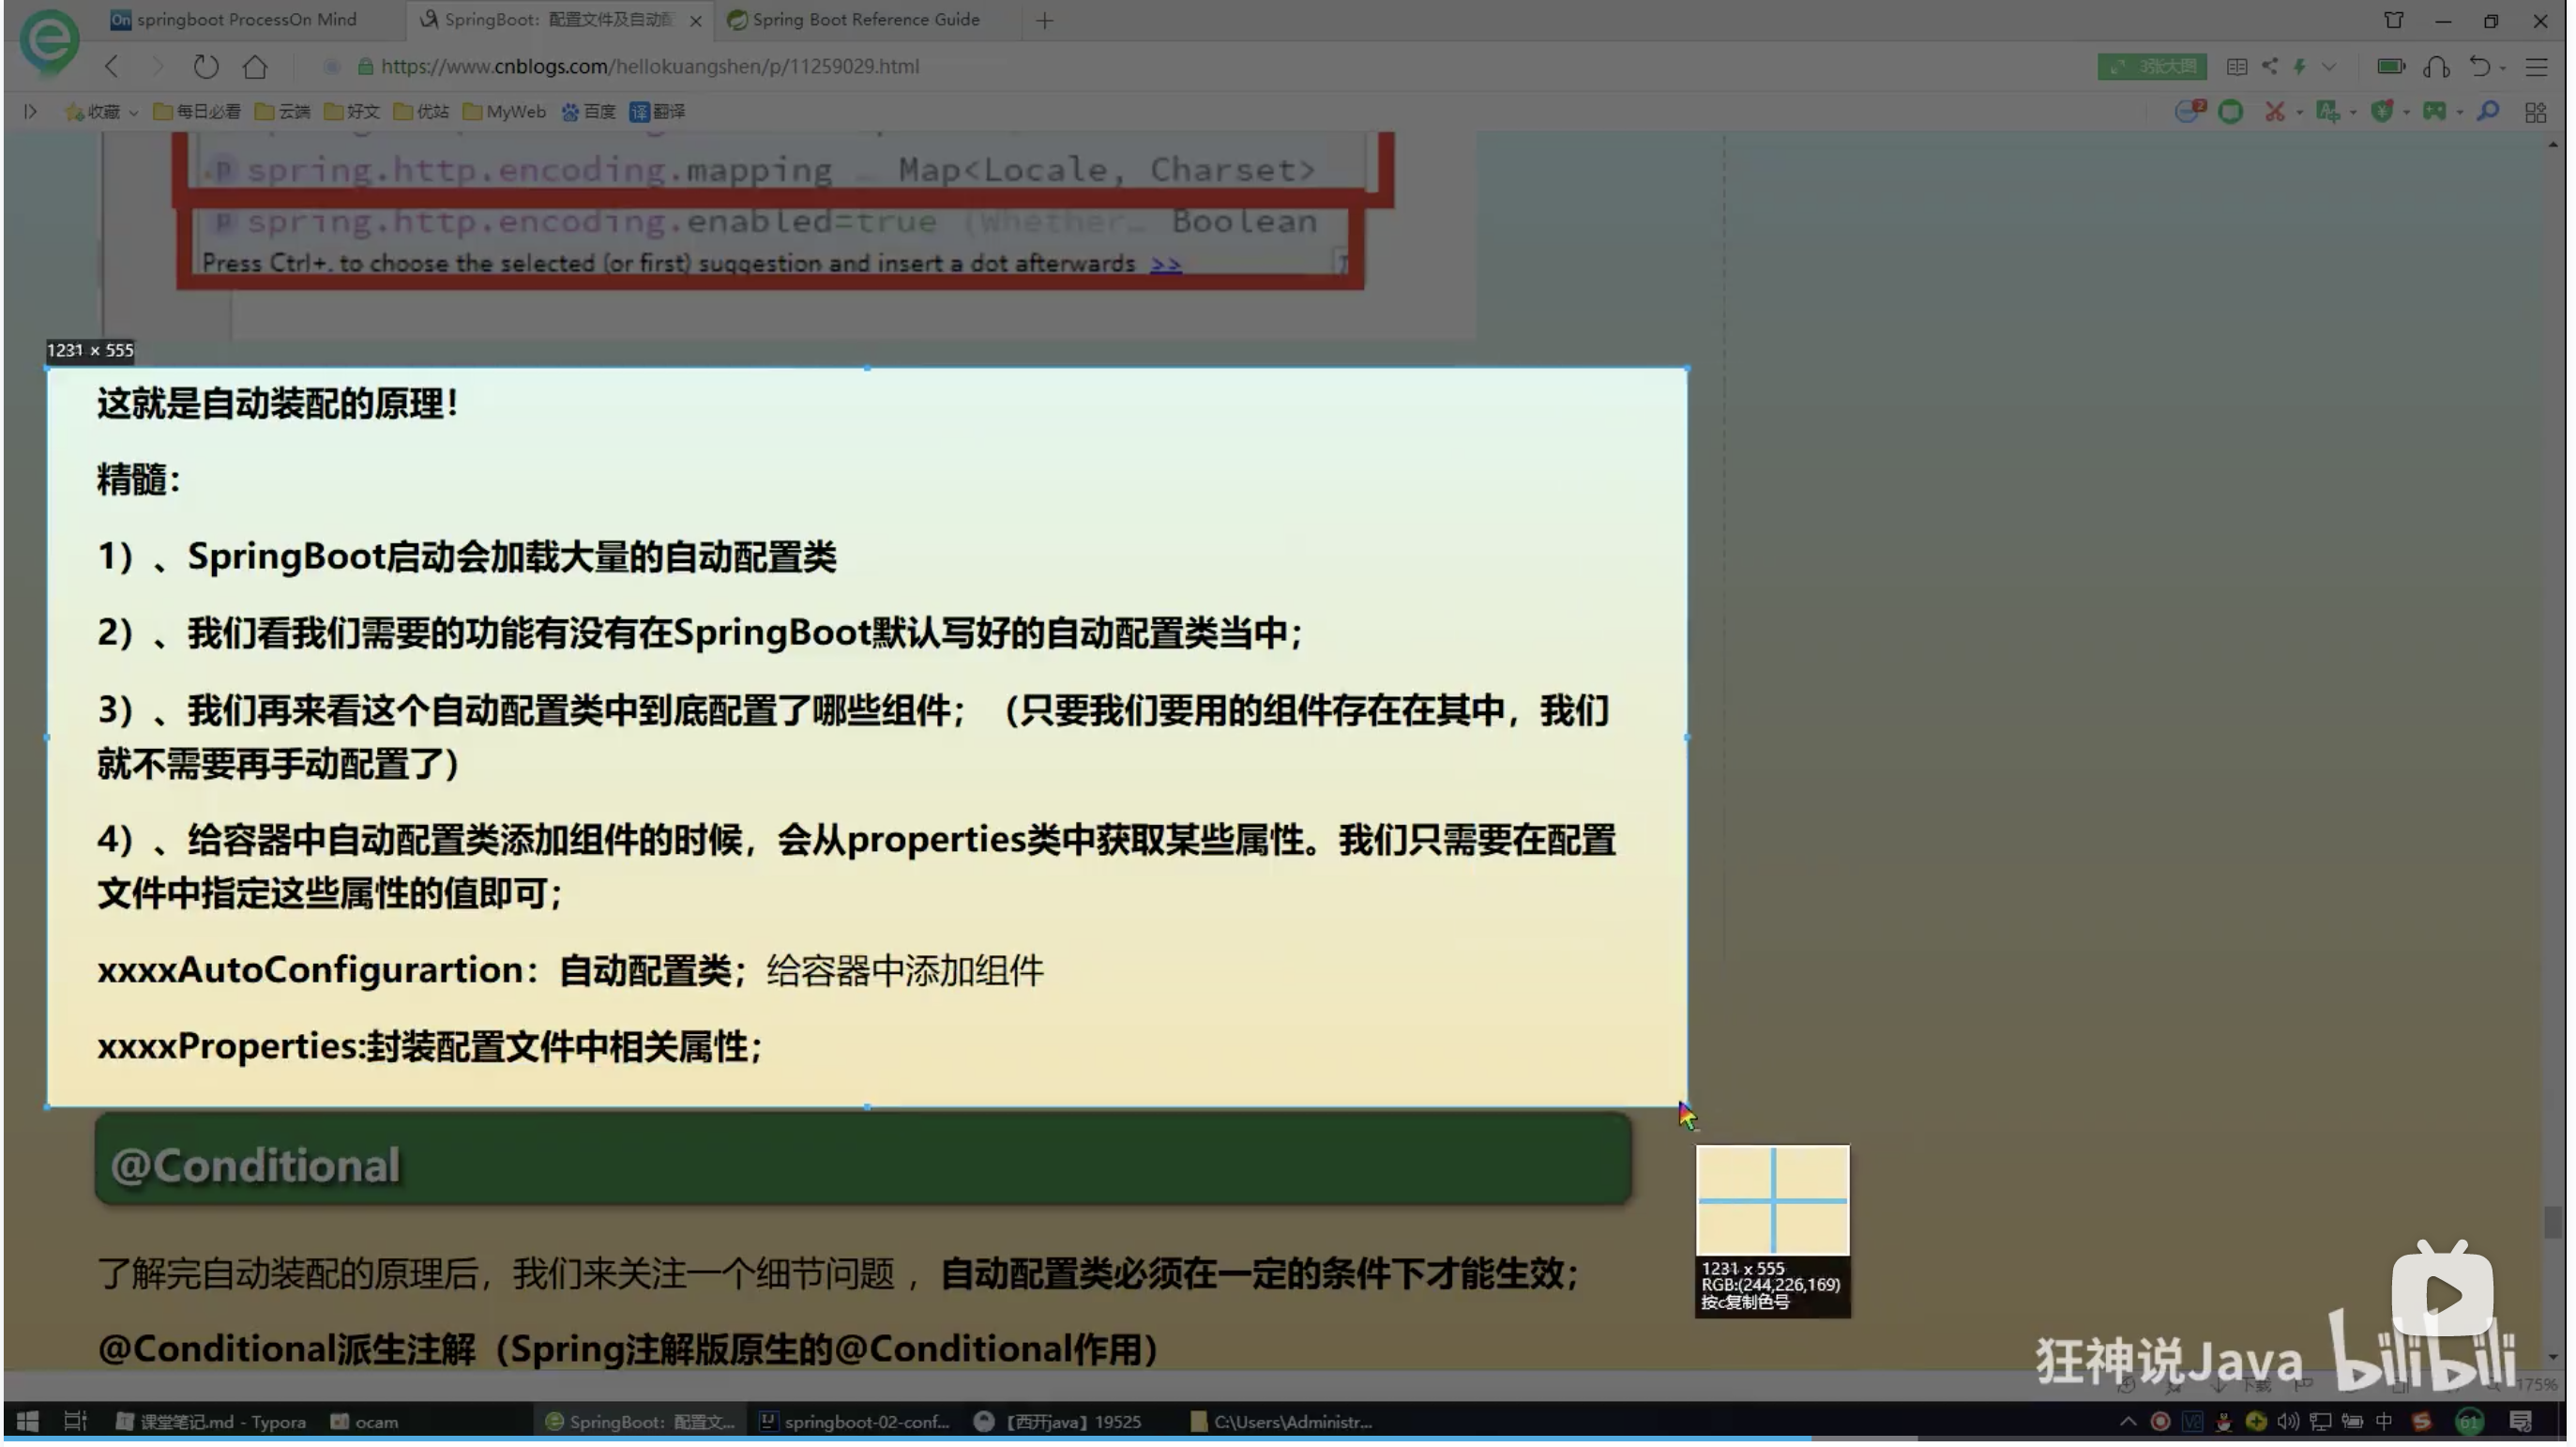 springboot ProcessOn Mind
SpringBoot：配置文件及自动配
Spring Boot Reference Guide
https://www.cnblogs.com/hellokuangshen/p/11259029.html
3张大图
收藏 每日必看 云端 好文 优站 MyWeb 百度 译 翻译
spring.http.encoding.mapping Map<Locale, Charset>
spring.http.encoding.enabled=true (Whether… Boolean
Press Ctrl+. to choose the selected (or first) suggestion and insert a dot afterwards >>
1231 × 555
这就是自动装配的原理！
精髓：
1）、SpringBoot启动会加载大量的自动配置类
2）、我们看我们需要的功能有没有在SpringBoot默认写好的自动配置类当中；
3）、我们再来看这个自动配置类中到底配置了哪些组件；（只要我们要用的组件存在在其中，我们
就不需要再手动配置了）
4）、给容器中自动配置类添加组件的时候，会从properties类中获取某些属性。我们只需要在配置
文件中指定这些属性的值即可；
xxxxAutoConfigurartion：自动配置类；给容器中添加组件
xxxxProperties:封装配置文件中相关属性；
@Conditional
1231 x 555
RGB:(244,226,169)
按c复制色号
了解完自动装配的原理后，我们来关注一个细节问题 ，自动配置类必须在一定的条件下才能生效；
@Conditional派生注解（Spring注解版原生的@Conditional作用）
狂神说Java bilibili
下载 175%
课堂笔记.md - Typora
ocam
SpringBoot：配置文...
springboot-02-conf...
【西开java】19525
C:\Users\Administr...
中
61